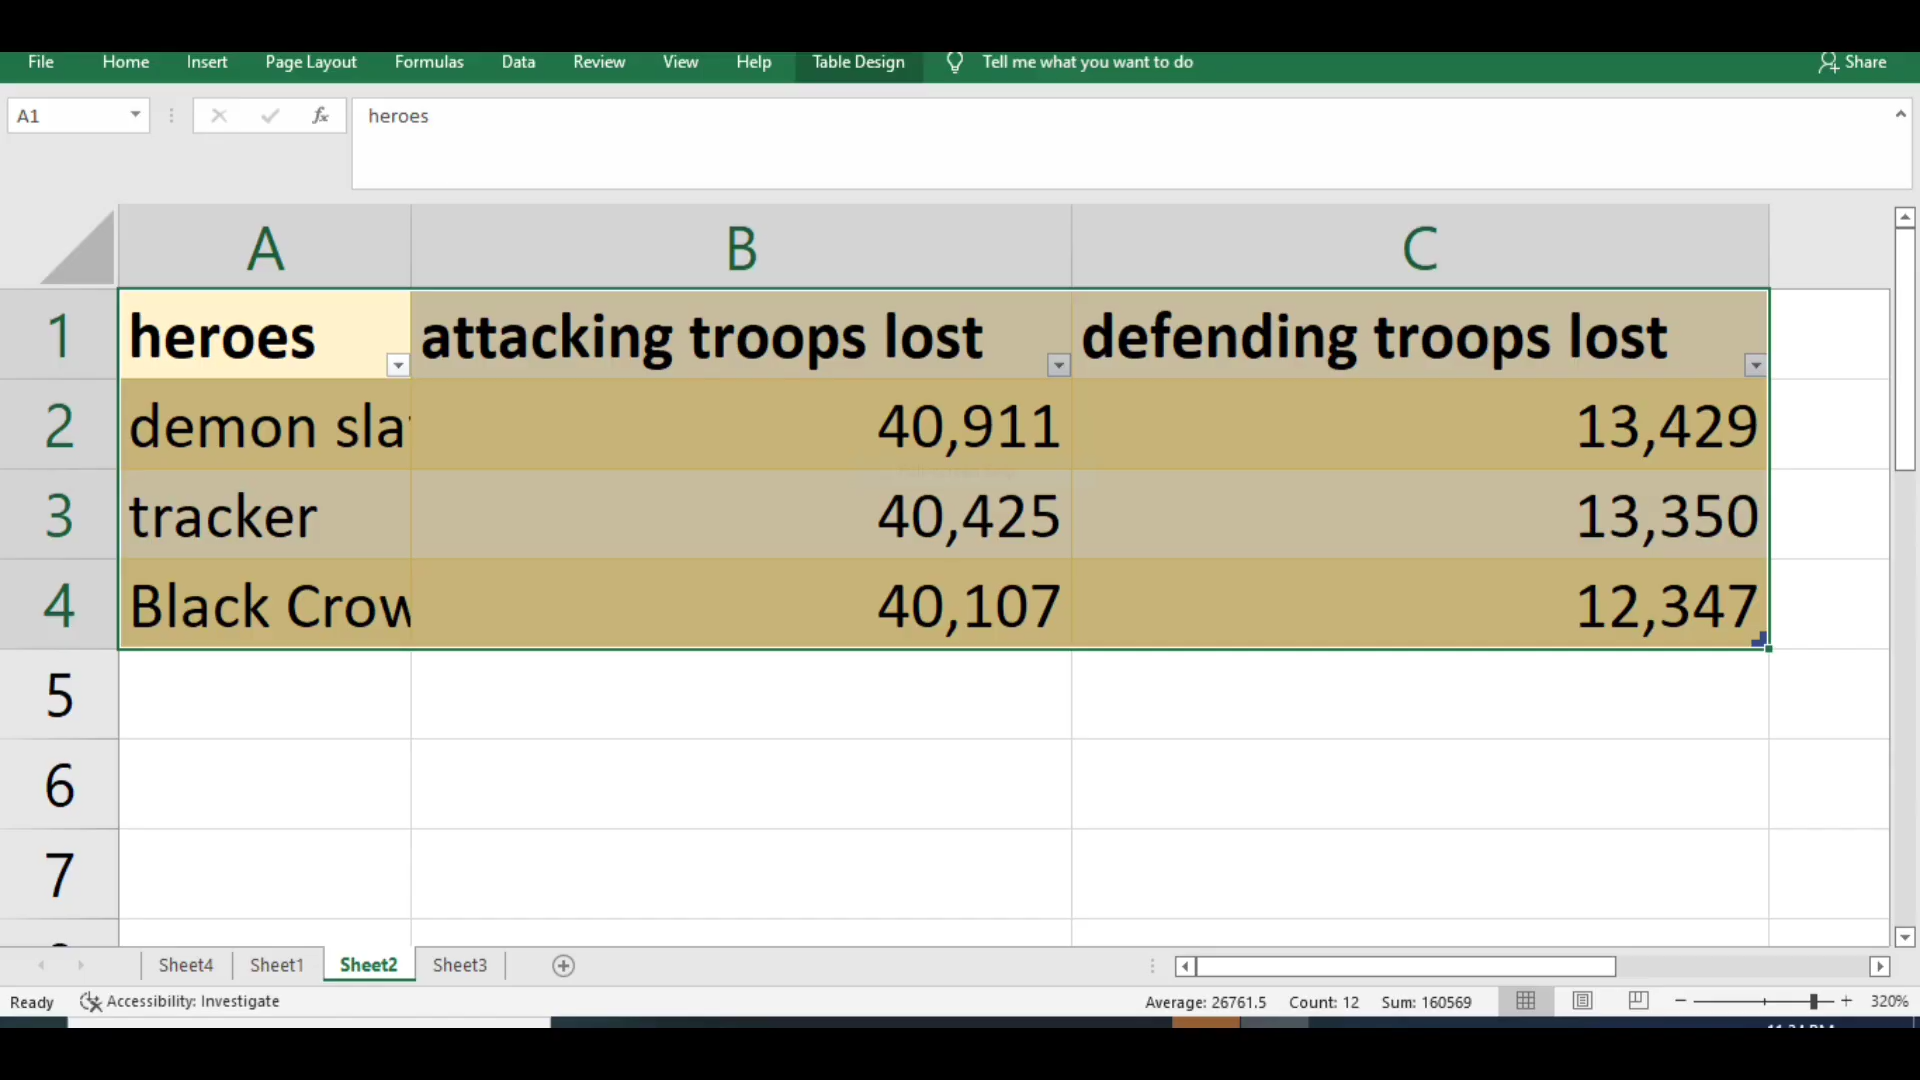 File Home Insert Page Layout Formulas Data Review View Help Table Design Tell me what you want to do Share
A1 fx heroes
A B C
1 heroes attacking troops lost defending troops lost
2 demon sla 40,911 13,429
3 tracker 40,425 13,350
4 Black Crow 40,107 12,347
5
6
7
Sheet4 Sheet1 Sheet2 Sheet3
Ready Accessibility: Investigate Average: 26761.5 Count: 12 Sum: 160569 320%